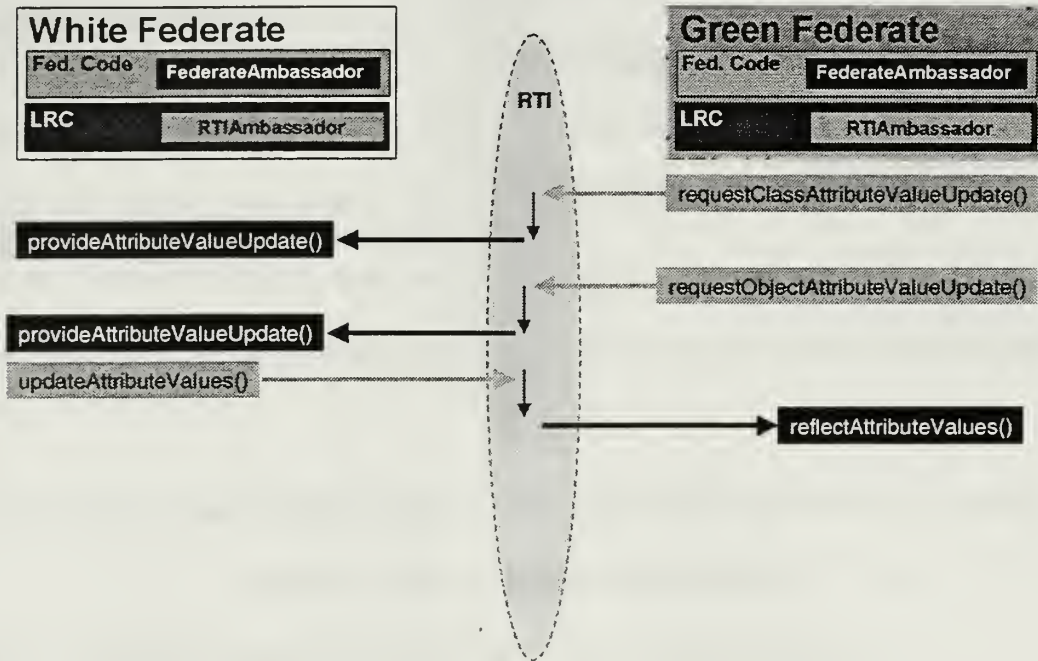 White Federate
Fed. Code
FederateAmbassador
LRC
RTIAmbassador
RTI
Green Federate
Fed. Code
FederateAmbassador
LRC
RTIAmbassador
requestClassAttributeValueUpdate()
provideAttributeValueUpdate()
requestObjectAttributeValueUpdate()
provideAttributeValueUpdate()
updateAttributeValues()
reflectAttributeValues()